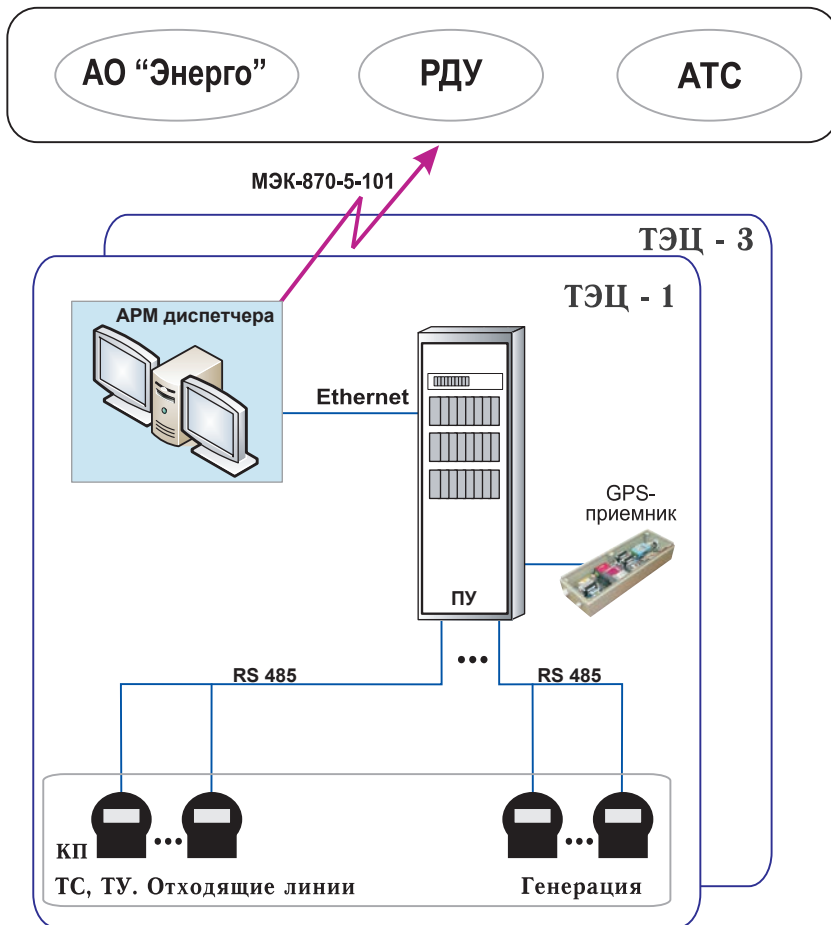 АО “Энерго”
РДУ
АТС
МЭК-870-5-101
ТЭЦ - 3
ТЭЦ - 1
АРМ диспетчера
Ethernet
GPS-
приемник
ПУ
•••
RS 485
RS 485
•••
•••
КП
ТС, ТУ. Отходящие линии
Генерация